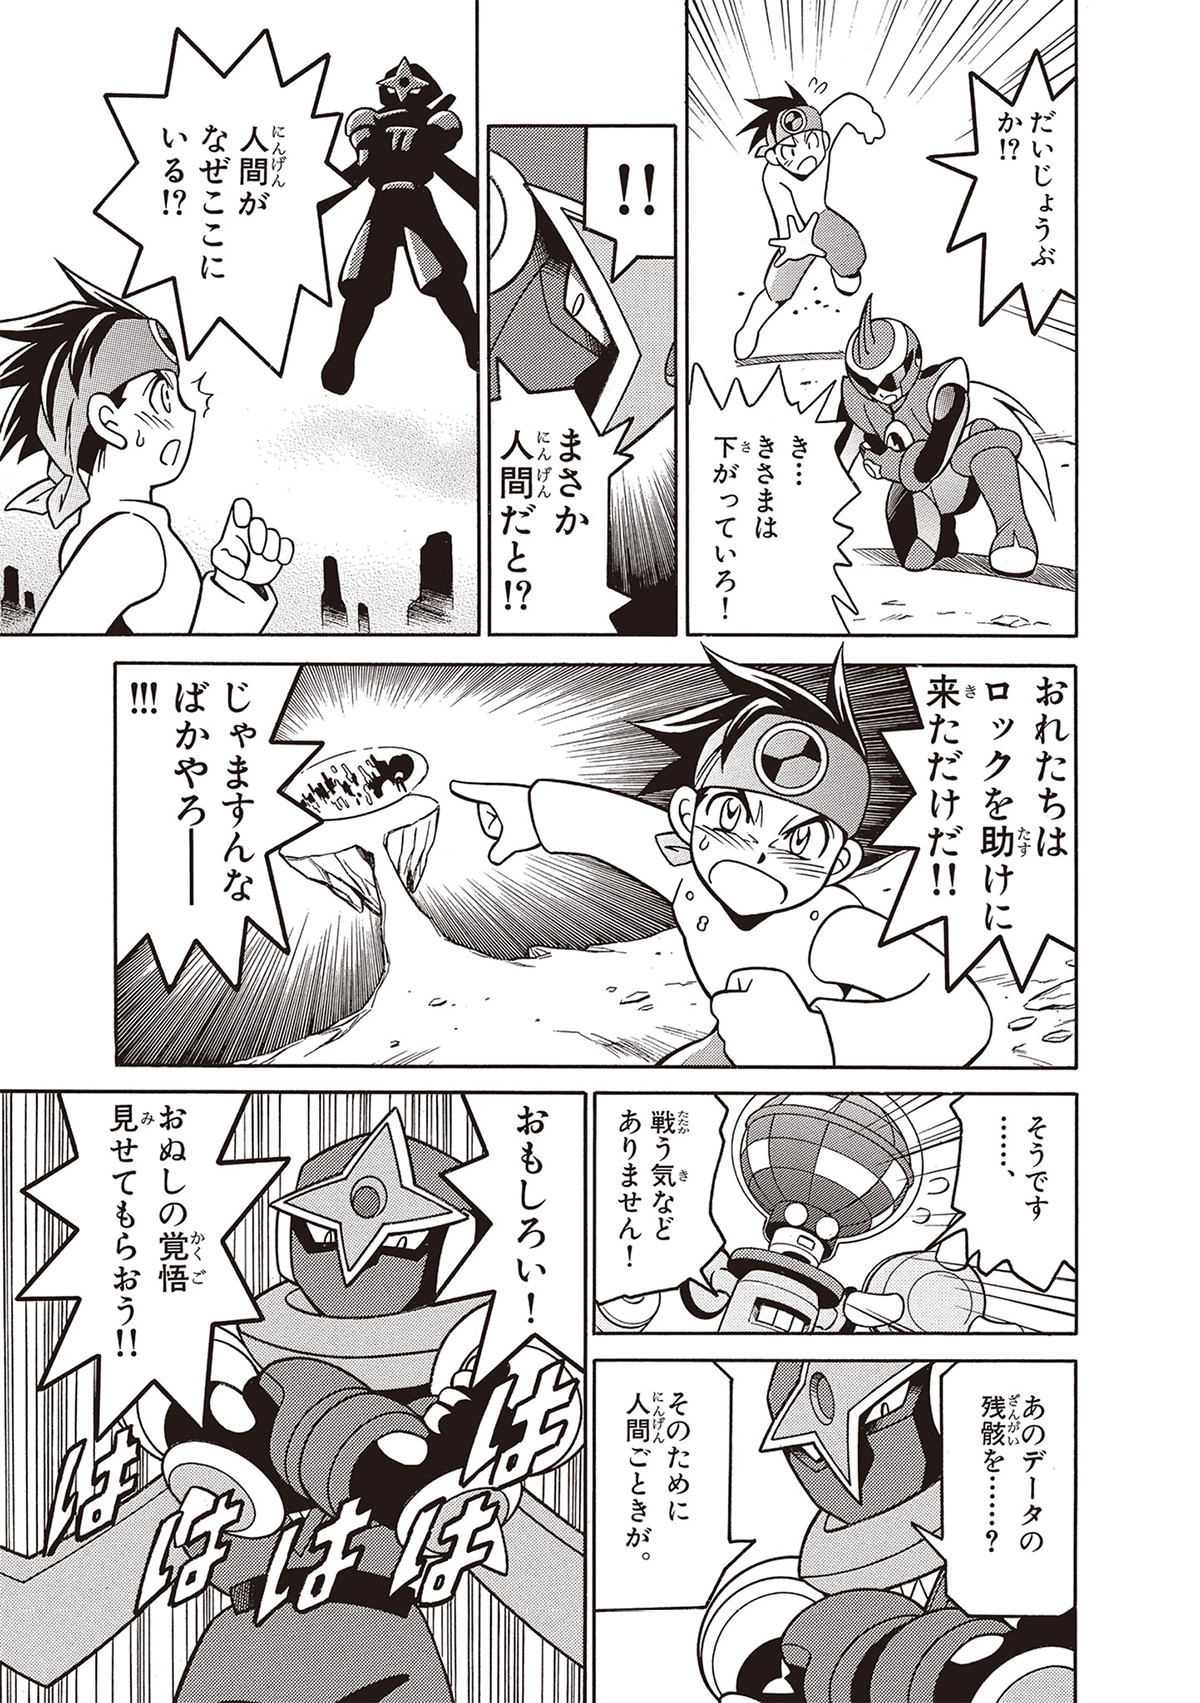 だいじょうぶ
か!?
き…
きさまは
下がっていろ！
!!
まさか
人間だと!?
人間が
なぜここに
いる!?
おれたちは
ロックを助けに
来ただけだ!!
じゃますんな
ばかやろ――
!!!
そうです
……、
戦う気など
ありません！
あのデータの
残骸を……？
そのために
人間ごときが。
おもしろい！
おぬしの覚悟
見せてもらおう!!
は
は
は
は
は